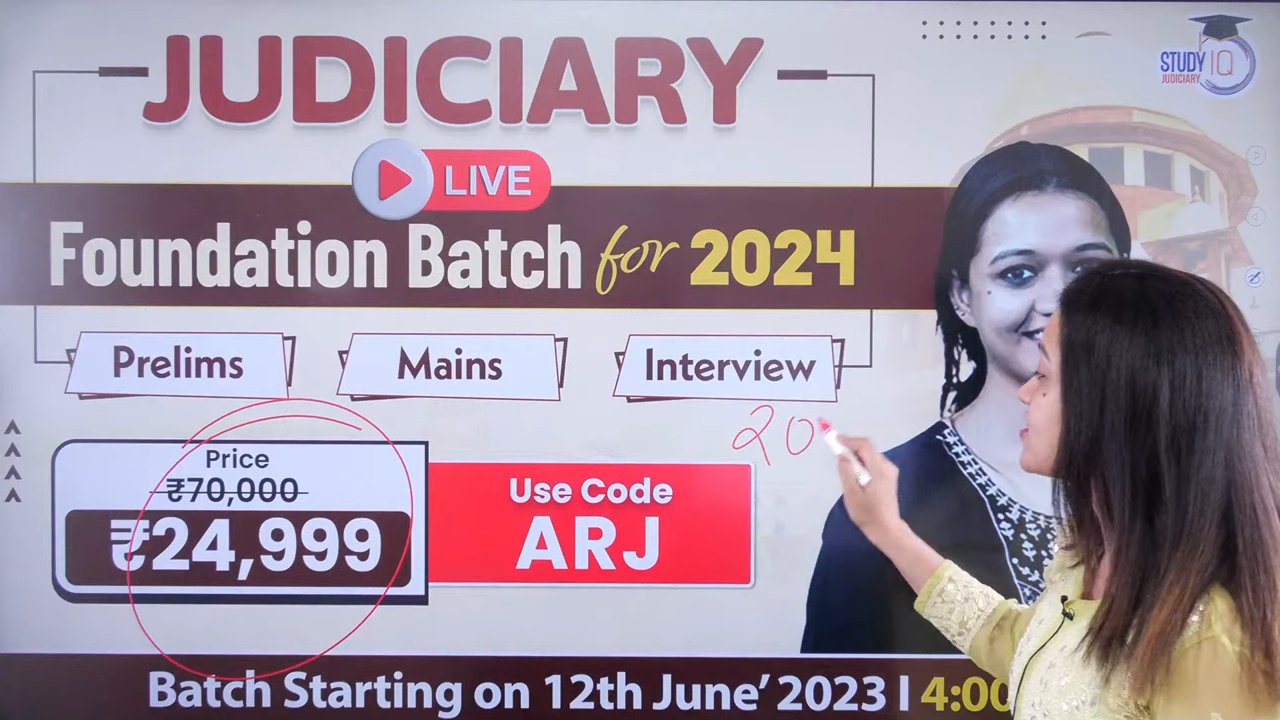 JUDICIARY
STUDY IQ
JUDICIARY
LIVE
Foundation Batch for 2024
Prelims Mains Interview
20
Price
₹70,000
₹24,999
Use Code
ARJ
Batch Starting on 12th June' 2023 | 4:00